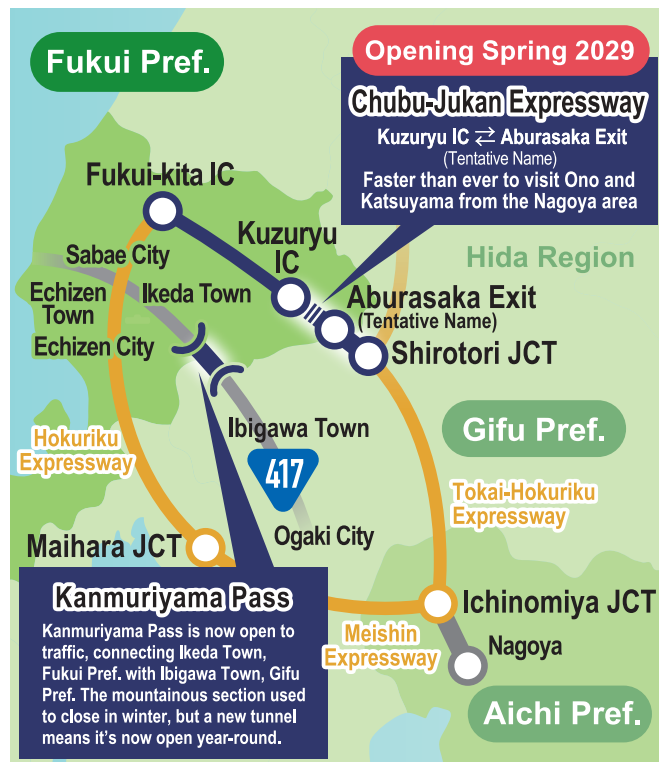 Fukui Pref.
Opening Spring 2029
Chubu-Jukan Expressway
Kuzuryu IC ⇄ Aburasaka Exit
(Tentative Name)
Faster than ever to visit Ono and
Katsuyama from the Nagoya area
Fukui-kita IC
Kuzuryu
IC
Sabae City
Hida Region
Echizen
Town
Ikeda Town
Aburasaka Exit
(Tentative Name)
Echizen City
Shirotori JCT
Gifu Pref.
Ibigawa Town
Hokuriku
Expressway
417
Tokai-Hokuriku
Expressway
Ogaki City
Maihara JCT
Kanmuriyama Pass
Kanmuriyama Pass is now open to
traffic, connecting Ikeda Town,
Fukui Pref. with Ibigawa Town, Gifu
Pref. The mountainous section used
to close in winter, but a new tunnel
means it's now open year-round.
Ichinomiya JCT
Meishin
Expressway
Nagoya
Aichi Pref.